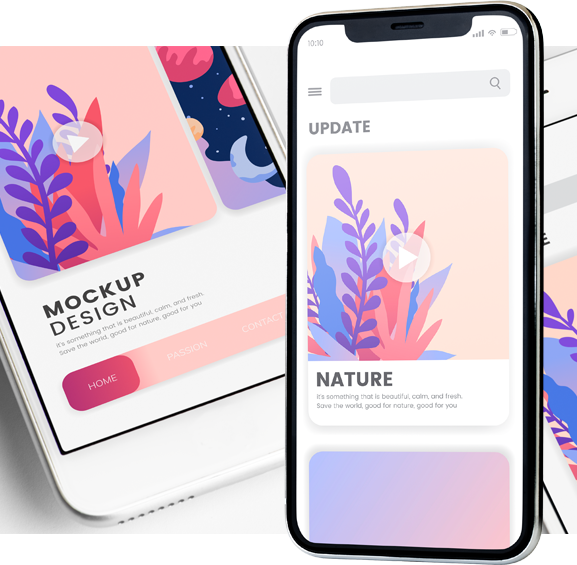 10:10
UPDATE
NATURE
It's something that is beautiful, calm, and fresh.
Save the world, good for nature, good for you
MOCKUP
DESIGN
It's something that is beautiful, calm, and fresh.
Save the world, good for nature, good for you
HOME
PASSION
CONTACT